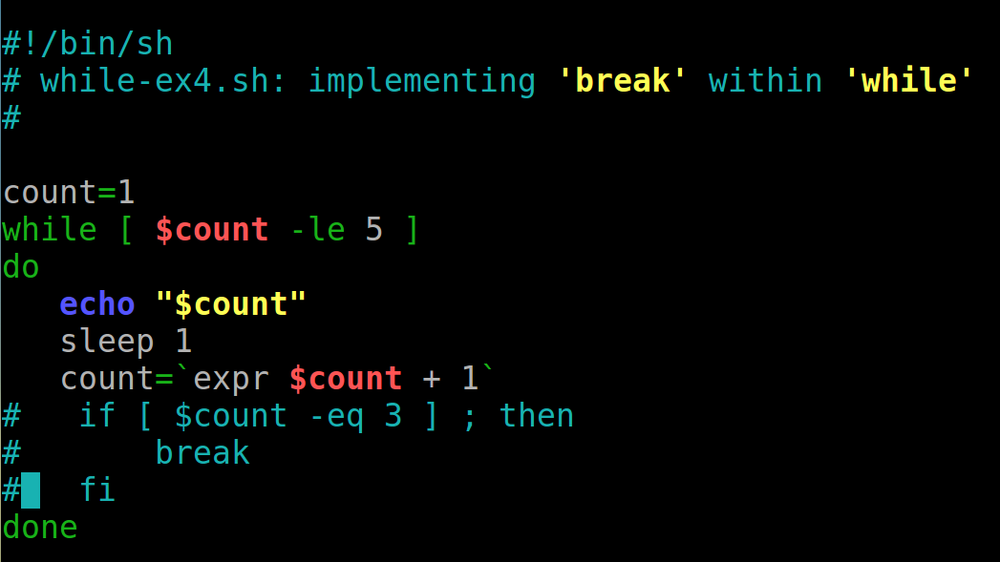 #!/bin/sh
# while-ex4.sh: implementing 'break' within 'while'
#
count=1
while [ $count -le 5 ]
do
   echo "$count"
   sleep 1
   count=`expr $count + 1`
#   if [ $count -eq 3 ] ; then
#       break
#   fi
done